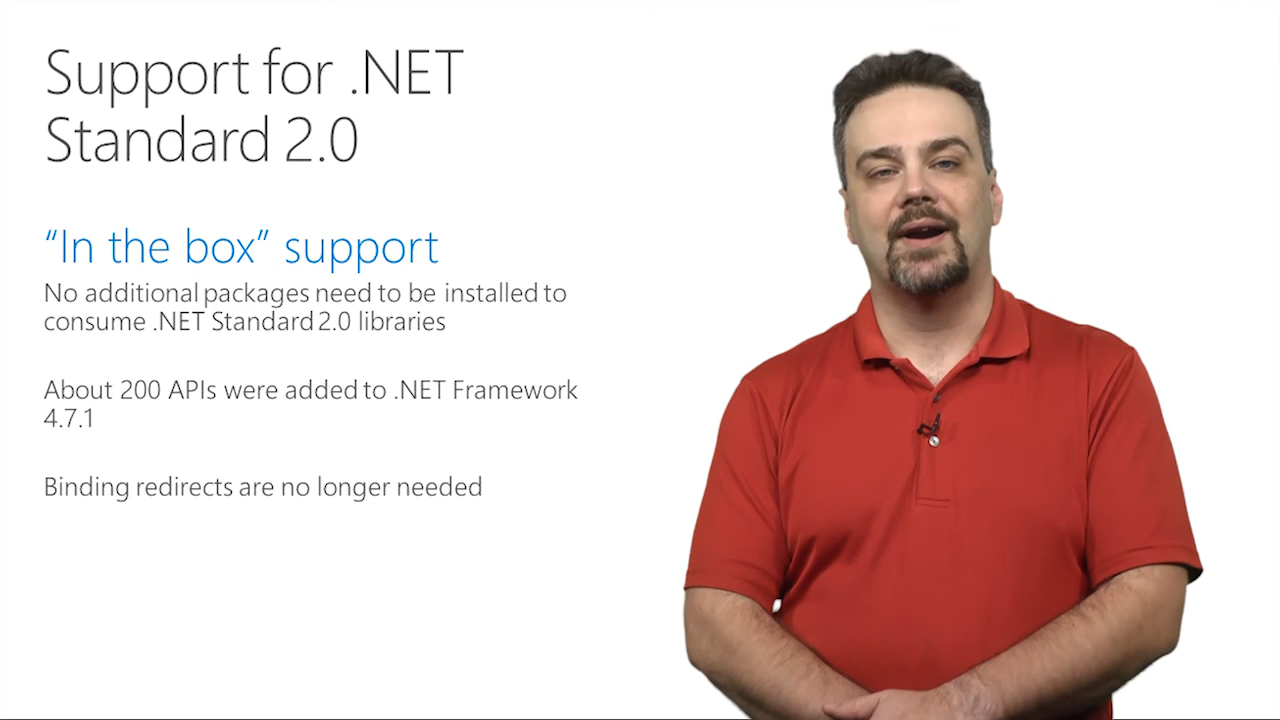 Support for .NET
Standard 2.0
“In the box” support
No additional packages need to be installed to
consume .NET Standard 2.0 libraries
About 200 APIs were added to .NET Framework
4.7.1
Binding redirects are no longer needed